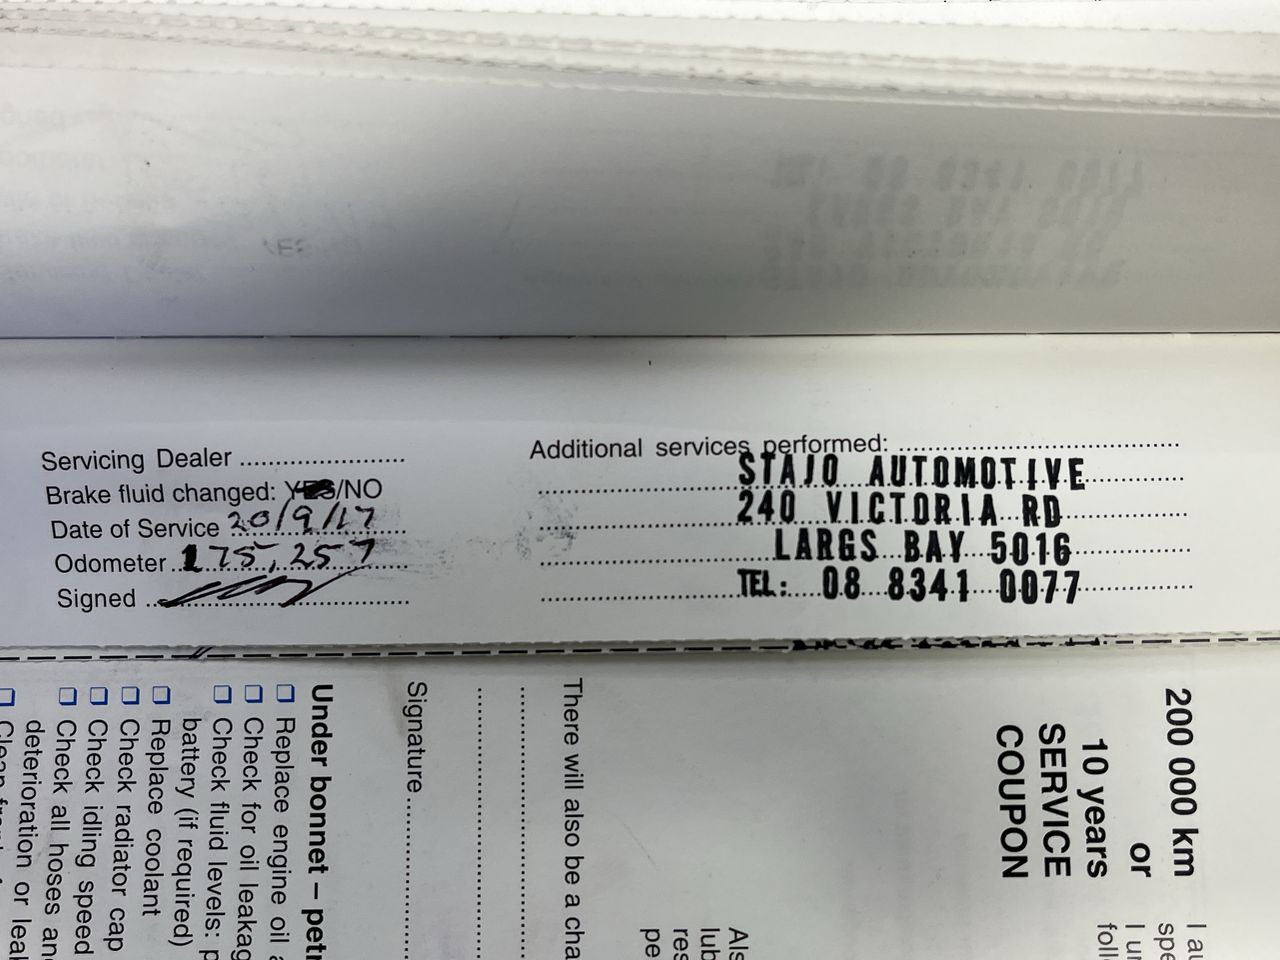 Servicing Dealer ......................
Brake fluid changed: YES/NO
Date of Service 20/9/17
Odometer 175,257
Signed ..............................
Additional services performed: ......................................
STAJO AUTOMOTIVE
240 VICTORIA RD
LARGS BAY 5016
TEL: 08 8341 0077
200 000 km
or
10 years
SERVICE
COUPON
There will also be a cha
Signature
Under bonnet – petr
Replace engine oil
Check for oil leakag
Check fluid levels: p
battery (if required)
Replace coolant
Check radiator cap
Check idling speed
Check all hoses and
deterioration or leak